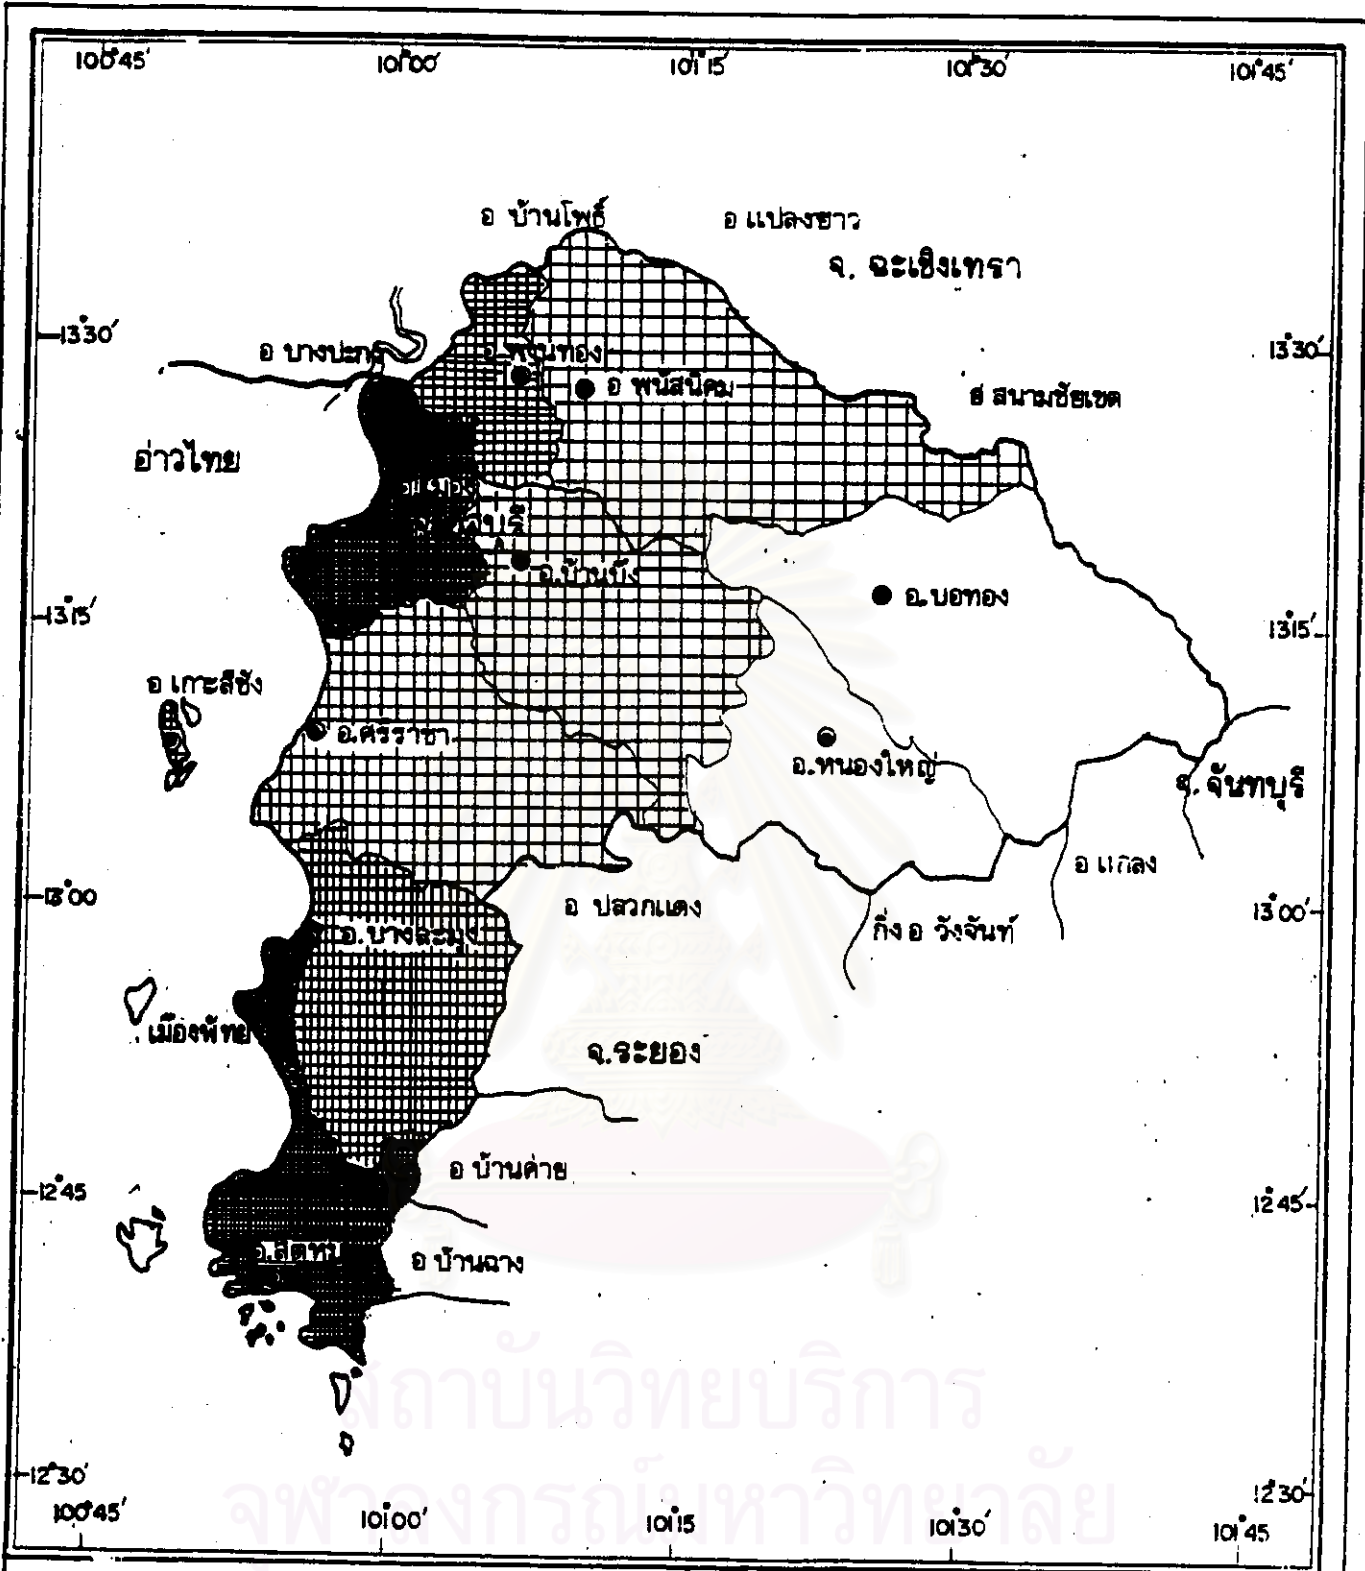 100°45′ 101°00′ 101°15′ 101°30′ 101°45′
อ บ้านโพธิ์ อ แปลงยาว
จ. ฉะเชิงเทรา
13°30′ 13°30′
อ พานทอง
อ พนัสนิคม
อ สนามชัยเขต
อ่าวไทย
อ.บ้านบึง
อ.บ่อทอง
13°15′ 13°15′
อ เกาะสีชัง
อ.ศรีราชา
อ.หนองใหญ่
จ. จันทบุรี
อ แกลง
13°00′ 13°00′
อ ปลวกแดง
กิ่ง อ วังจันท์
อ.บางละมุง
เมืองพัทยา
จ.ระยอง
อ บ้านค่าย
12°45′ 12°45′
อ.สัตหีบ
อ บ้านฉาง
สถาบันวิทยบริการ
จุฬาลงกรณ์มหาวิทยาลัย
12°30′ 12°30′
100°45′ 101°00′ 101°15 101°30′ 101°45′